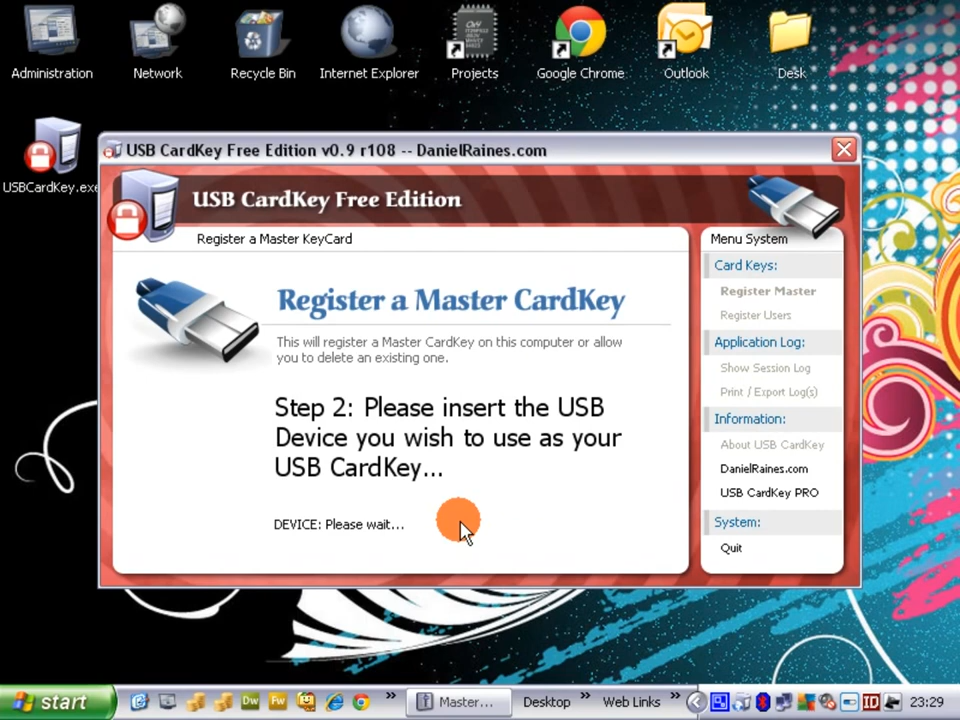 Administration
Network
Recycle Bin
Internet Explorer
Projects
Google Chrome
Outlook
Desk
USBCardKey.exe
USB CardKey Free Edition v0.9 r108 -- DanielRaines.com
USB CardKey Free Edition
Register a Master KeyCard
Register a Master CardKey
This will register a Master CardKey on this computer or allow
you to delete an existing one.
Step 2: Please insert the USB
Device you wish to use as your
USB CardKey...
DEVICE: Please wait...
Menu System
Card Keys:
Register Master
Register Users
Application Log:
Show Session Log
Print / Export Log(s)
Information:
About USB CardKey
DanielRaines.com
USB CardKey PRO
System:
Quit
start
Dw
Fw
»
Master...
Desktop
»
Web Links
»
ID
23:29